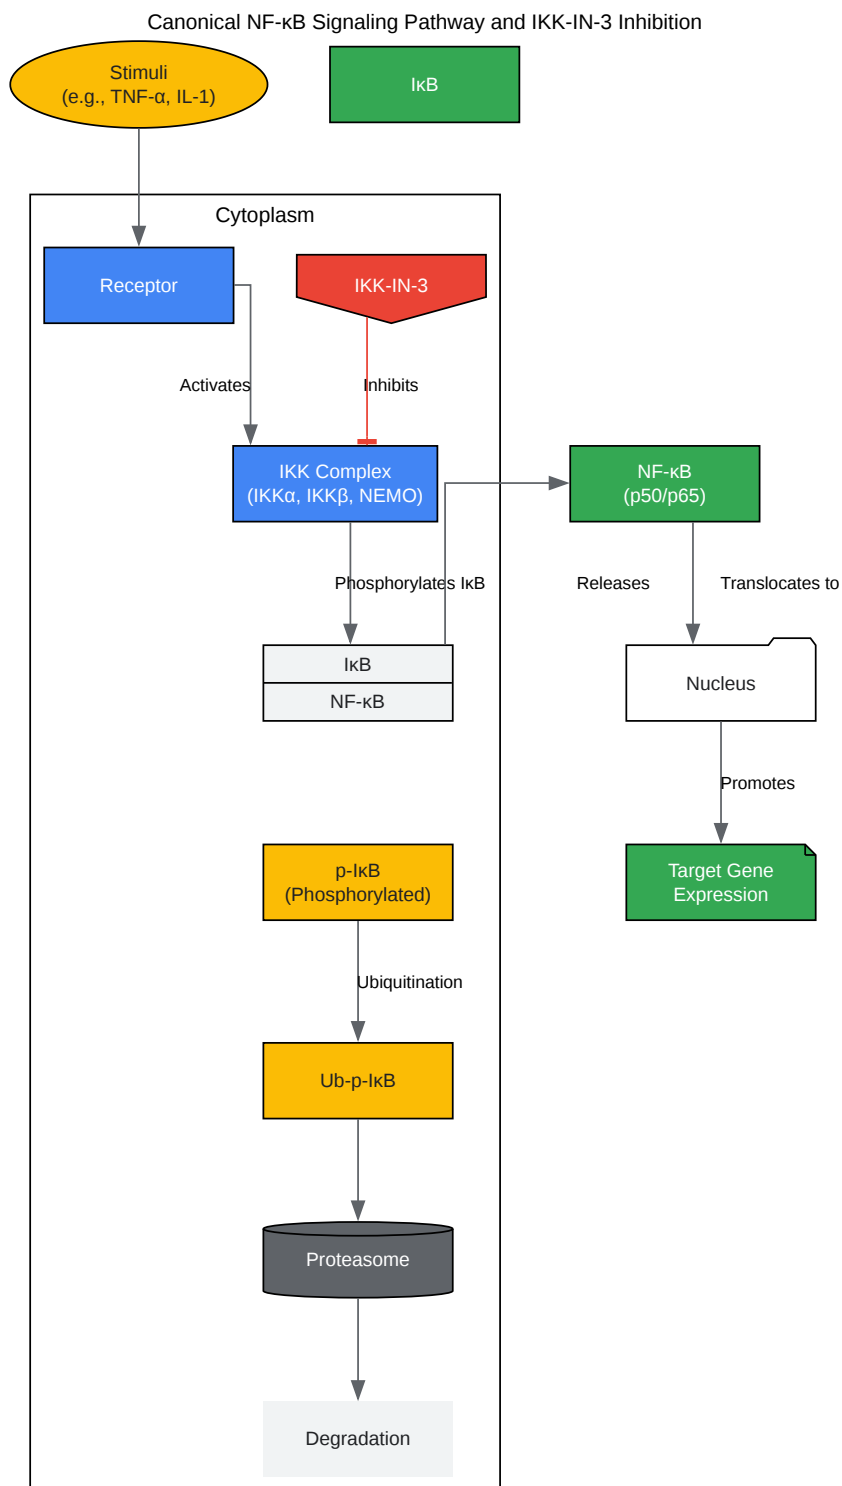 Canonical NF-κB Signaling Pathway and IKK-IN-3 Inhibition
Stimuli
(e.g., TNF-α, IL-1)
IκB
Cytoplasm
Receptor
IKK-IN-3
Activates
Inhibits
IKK Complex
(IKKα, IKKβ, NEMO)
NF-κB
(p50/p65)
Phosphorylates IκB
Releases
Translocates to
IκB
NF-κB
Nucleus
Promotes
p-IκB
(Phosphorylated)
Target Gene
Expression
Ubiquitination
Ub-p-IκB
Proteasome
Degradation